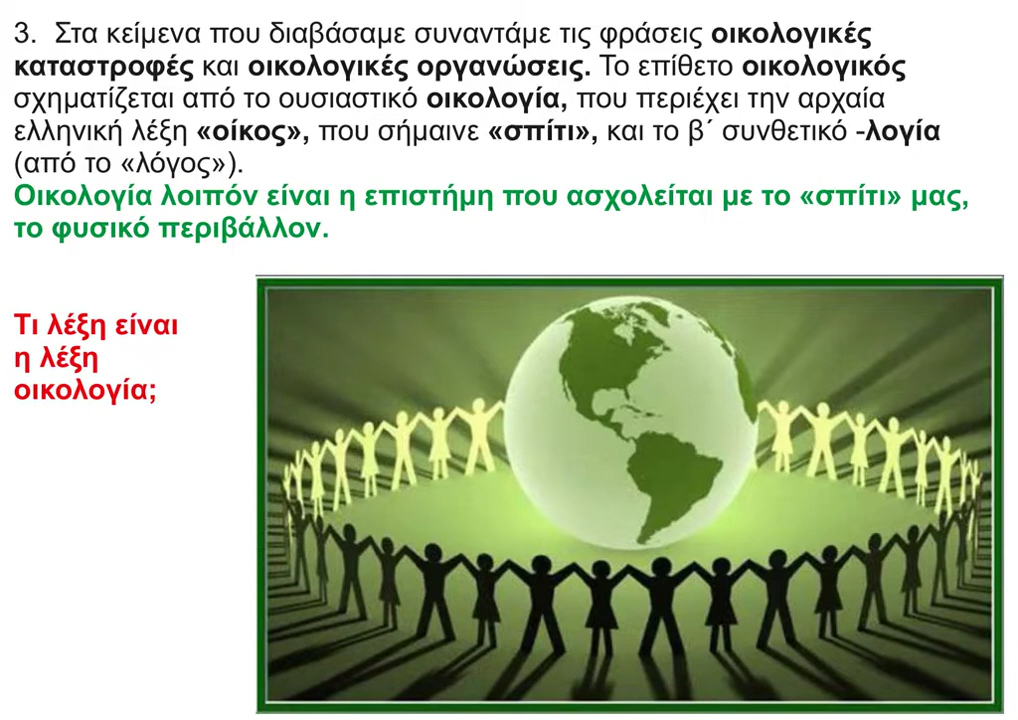 3. Στα κείμενα που διαβάσαμε συναντάμε τις φράσεις οικολογικές
καταστροφές και οικολογικές οργανώσεις. Το επίθετο οικολογικός
σχηματίζεται από το ουσιαστικό οικολογία, που περιέχει την αρχαία
ελληνική λέξη «οίκος», που σήμαινε «σπίτι», και το β΄ συνθετικό -λογία
(από το «λόγος»).
Οικολογία λοιπόν είναι η επιστήμη που ασχολείται με το «σπίτι» μας,
το φυσικό περιβάλλον.
Τι λέξη είναι
η λέξη
οικολογία;